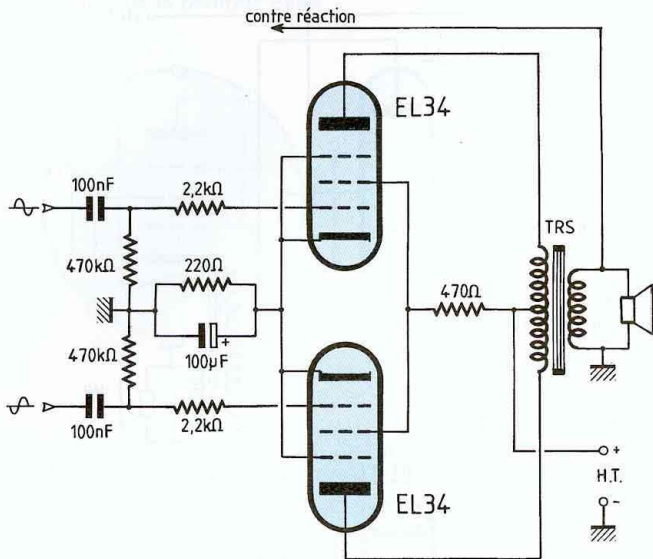 contre réaction
EL34
100nF
2,2kΩ
470kΩ
220Ω
TRS
470Ω
100µF
+
470kΩ
100nF
2,2kΩ
EL34
+
H.T.
-